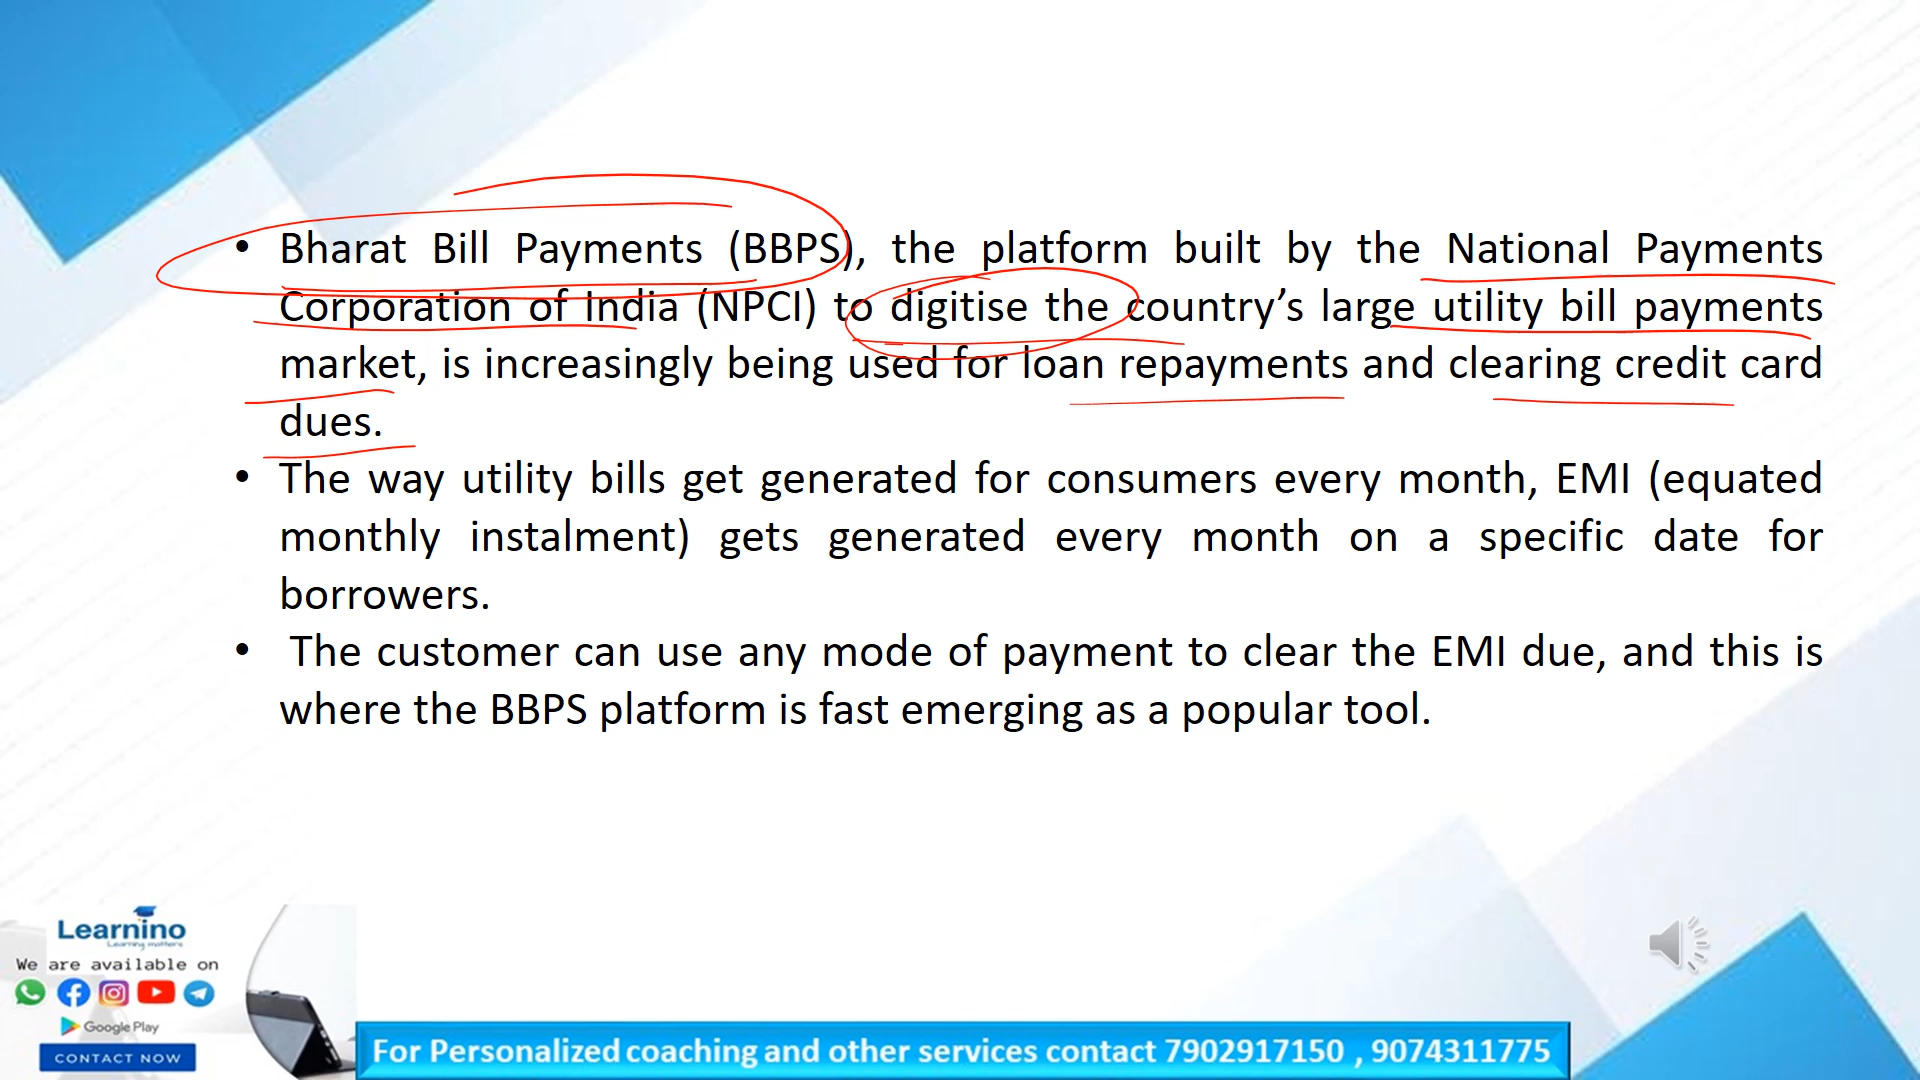 • Bharat Bill Payments (BBPS), the platform built by the National Payments
Corporation of India (NPCI) to digitise the country’s large utility bill payments
market, is increasingly being used for loan repayments and clearing credit card
dues.
• The way utility bills get generated for consumers every month, EMI (equated
monthly instalment) gets generated every month on a specific date for
borrowers.
• The customer can use any mode of payment to clear the EMI due, and this is
where the BBPS platform is fast emerging as a popular tool.
Learnino
Learning matters
We are available on
Google Play
CONTACT NOW
For Personalized coaching and other services contact 7902917150 , 9074311775